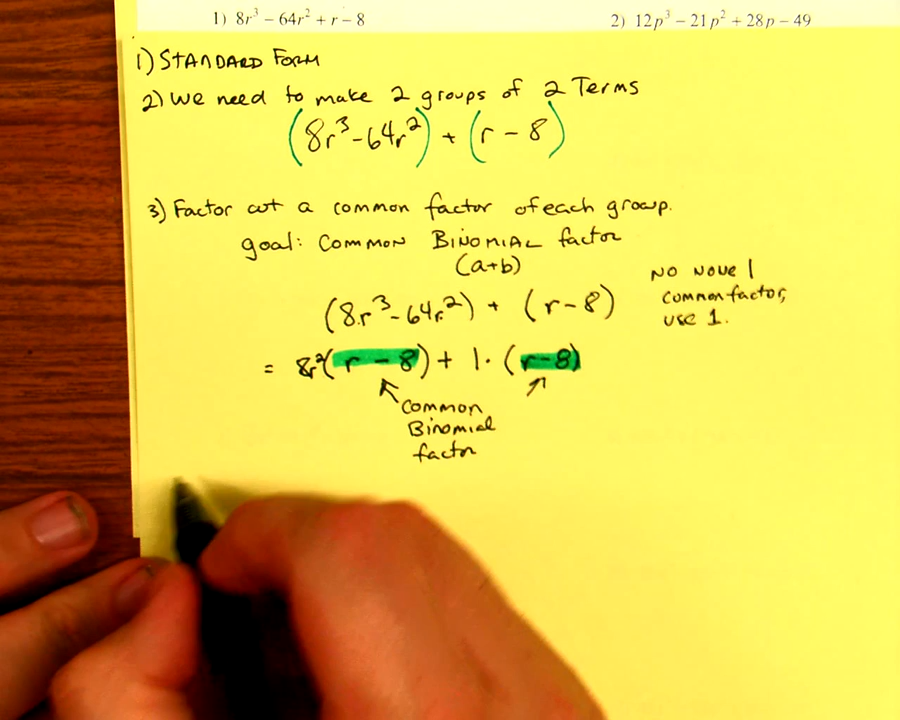 1) 8r³ − 64r² + r − 8
2) 12p³ − 21p² + 28p − 49
1) STANDARD FORM
2) We need to make 2 groups of 2 Terms
(8r³ − 64r²) + (r − 8)
3) Factor out a common factor of each group.
goal: COMMON BINOMIAL factor
(a+b)
(8r³ − 64r²) + (r − 8)
NO NOVE 1
common factor,
use 1.
= 8r²(r − 8) + 1 · (r − 8)
Common
Binomial
factor